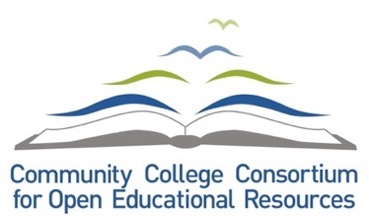 Community College Consortium
for Open Educational Resources